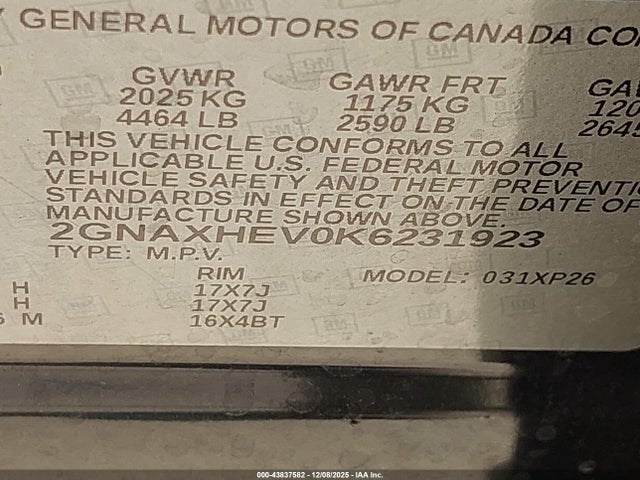 GENERAL MOTORS OF CANADA
GVWR GAWR FRT
2025 KG 1175 KG
4464 LB 2590 LB
THIS VEHICLE CONFORMS TO ALL
APPLICABLE U.S. FEDERAL MOTOR
VEHICLE SAFETY AND THEFT
STANDARDS IN EFFECT ON THE DATE OF
MANUFACTURE SHOWN ABOVE.
2GNAXHEV0K6231923
TYPE: M.P.V.
RIM MODEL: 031XP26
H 17X7J
H 17X7J
M 16X4BT
000-43837582 - 12/08/2025 - IAA Inc.